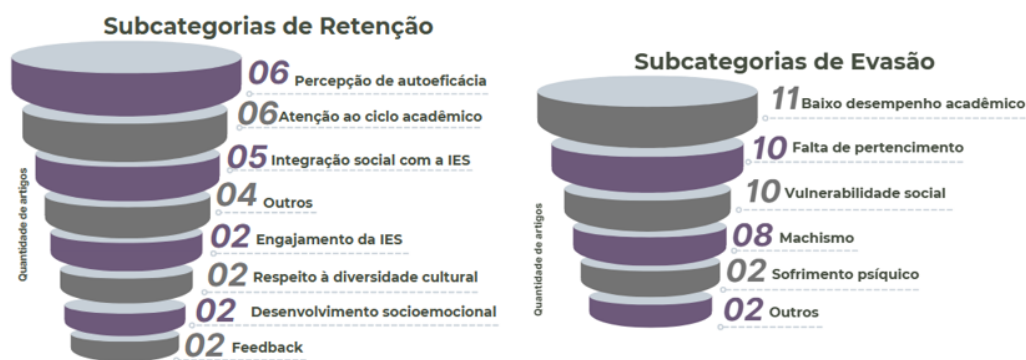 Subcategorias de Retenção
06 Percepção de autoeficácia
06 Atenção ao ciclo acadêmico
05 Integração social com a IES
04 Outros
02 Engajamento da IES
02 Respeito à diversidade cultural
02 Desenvolvimento socioemocional
02 Feedback
Quantidade de artigos
Subcategorias de Evasão
11 Baixo desempenho acadêmico
10 Falta de pertencimento
10 Vulnerabilidade social
08 Machismo
02 Sofrimento psíquico
02 Outros
Quantidade de artigos